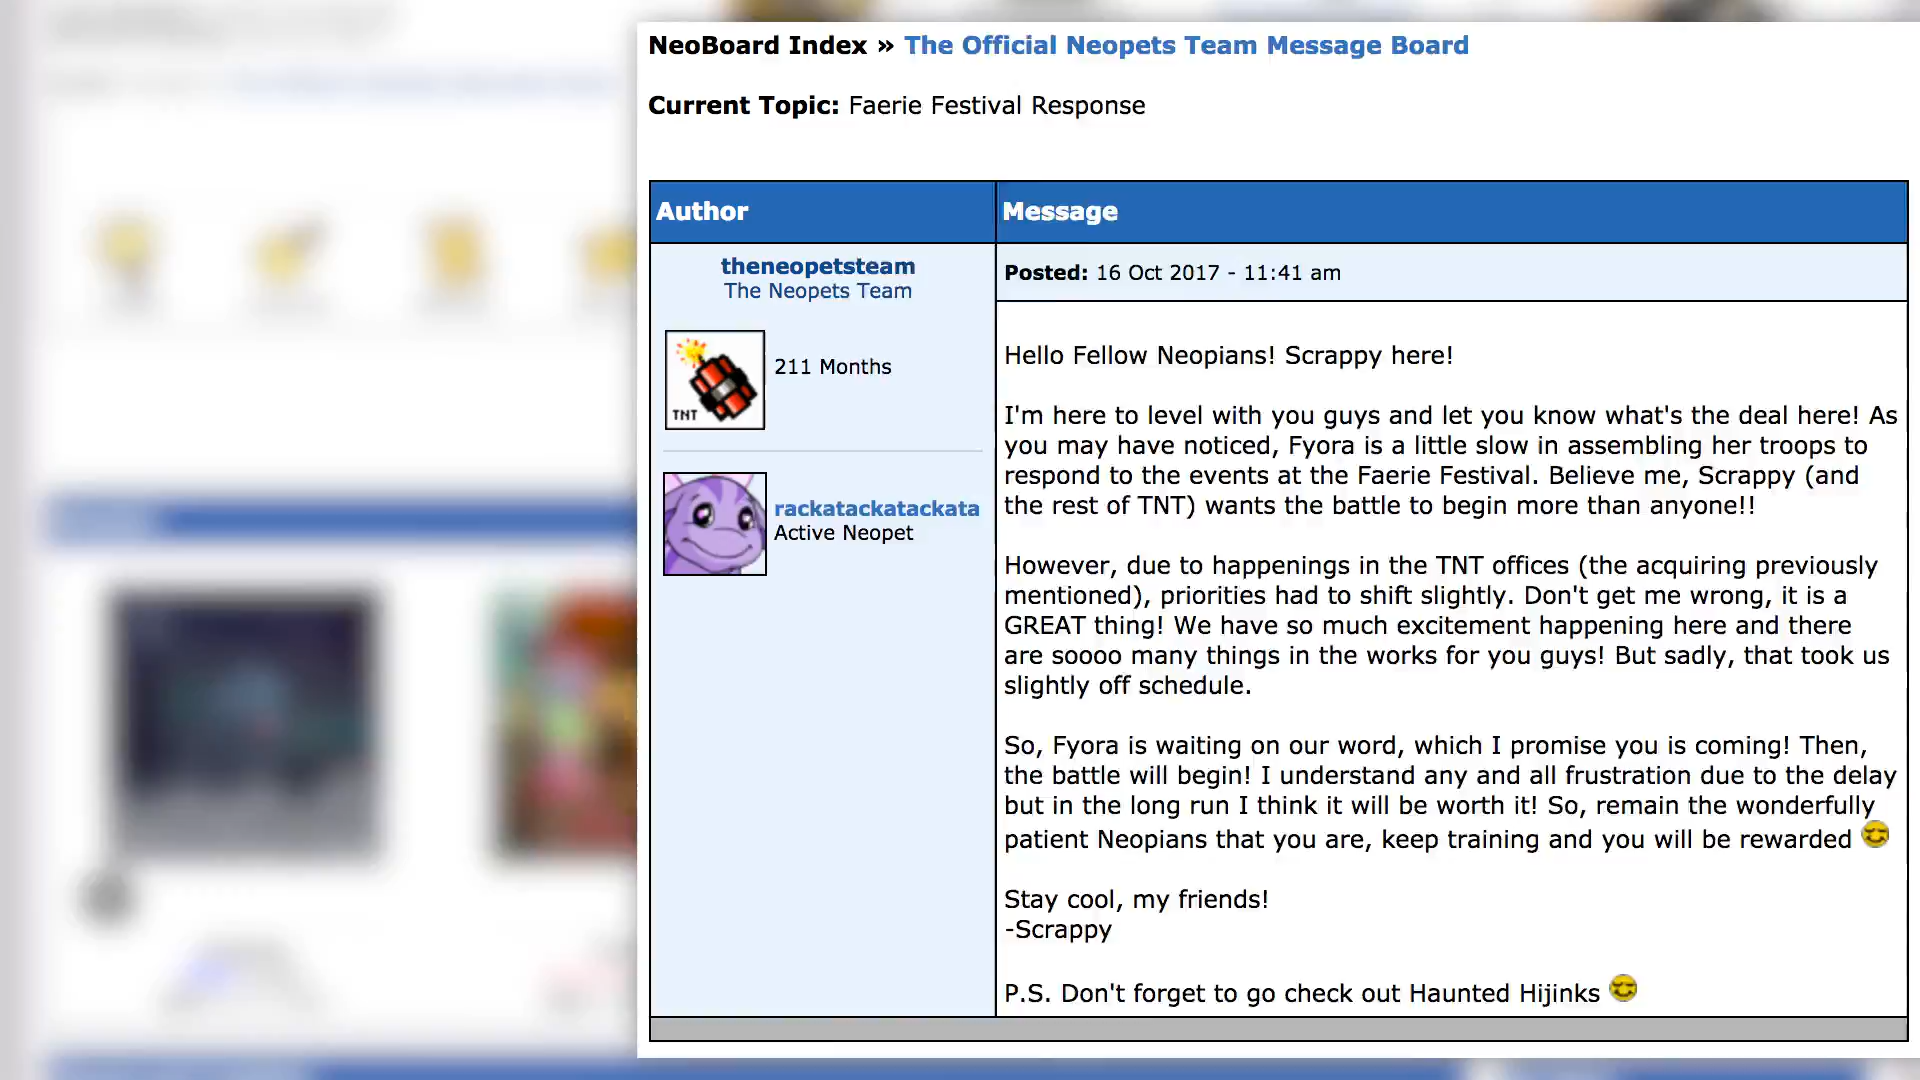 NeoBoard Index » The Official Neopets Team Message Board
Current Topic: Faerie Festival Response
Author
Message
theneopetsteam
The Neopets Team
TNT
211 Months
rackatackatackata
Active Neopet
Posted: 16 Oct 2017 - 11:41 am
Hello Fellow Neopians! Scrappy here!
I'm here to level with you guys and let you know what's the deal here! As
you may have noticed, Fyora is a little slow in assembling her troops to
respond to the events at the Faerie Festival. Believe me, Scrappy (and
the rest of TNT) wants the battle to begin more than anyone!!
However, due to happenings in the TNT offices (the acquiring previously
mentioned), priorities had to shift slightly. Don't get me wrong, it is a
GREAT thing! We have so much excitement happening here and there
are soooo many things in the works for you guys! But sadly, that took us
slightly off schedule.
So, Fyora is waiting on our word, which I promise you is coming! Then,
the battle will begin! I understand any and all frustration due to the delay
but in the long run I think it will be worth it! So, remain the wonderfully
patient Neopians that you are, keep training and you will be rewarded
Stay cool, my friends!
-Scrappy
P.S. Don't forget to go check out Haunted Hijinks